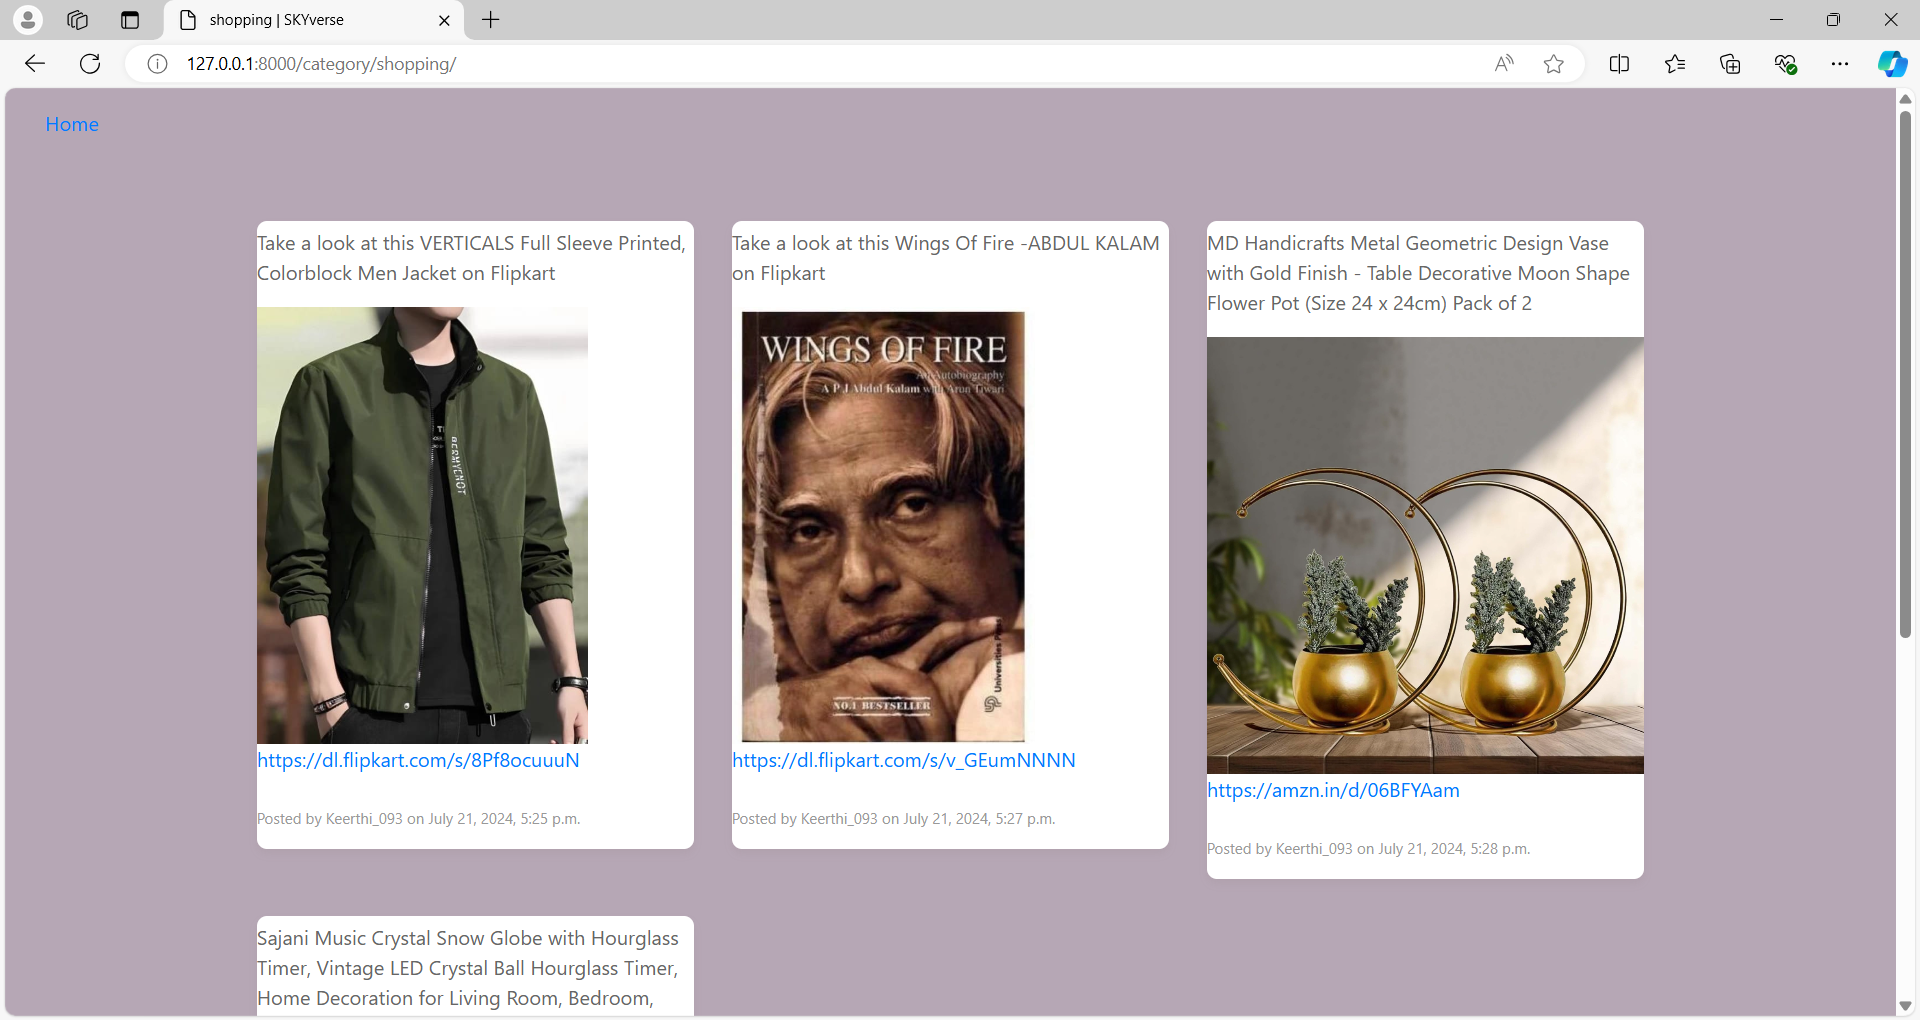 shopping | SKYverse
127.0.0.1:8000/category/shopping/
Home
Take a look at this VERTICALS Full Sleeve Printed,
Colorblock Men Jacket on Flipkart
BERMYENOT
https://dl.flipkart.com/s/8Pf8ocuuuN
Posted by Keerthi_093 on July 21, 2024, 5:25 p.m.
Take a look at this Wings Of Fire -ABDUL KALAM
on Flipkart
WINGS OF FIRE
An Autobiography
A P J Abdul Kalam with Arun Tiwari
Universities Press
NO.1 BESTSELLER
https://dl.flipkart.com/s/v_GEumNNNN
Posted by Keerthi_093 on July 21, 2024, 5:27 p.m.
MD Handicrafts Metal Geometric Design Vase
with Gold Finish - Table Decorative Moon Shape
Flower Pot (Size 24 x 24cm) Pack of 2
https://amzn.in/d/06BFYAam
Posted by Keerthi_093 on July 21, 2024, 5:28 p.m.
Sajani Music Crystal Snow Globe with Hourglass
Timer, Vintage LED Crystal Ball Hourglass Timer,
Home Decoration for Living Room, Bedroom,